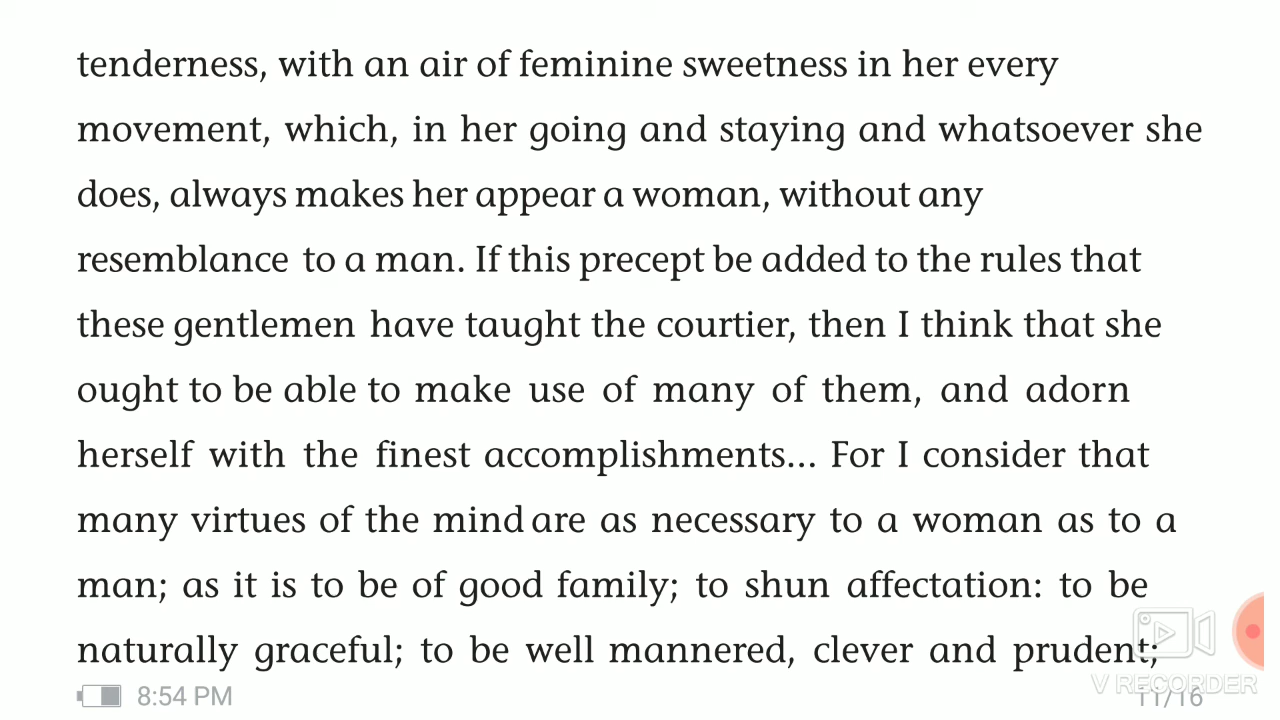 tenderness, with an air of feminine sweetness in her every
movement, which, in her going and staying and whatsoever she
does, always makes her appear a woman, without any
resemblance to a man. If this precept be added to the rules that
these gentlemen have taught the courtier, then I think that she
ought to be able to make use of many of them, and adorn
herself with the finest accomplishments... For I consider that
many virtues of the mind are as necessary to a woman as to a
man; as it is to be of good family; to shun affectation: to be
naturally graceful; to be well mannered, clever and prudent;
V RECORDER
8:54 PM 11/16